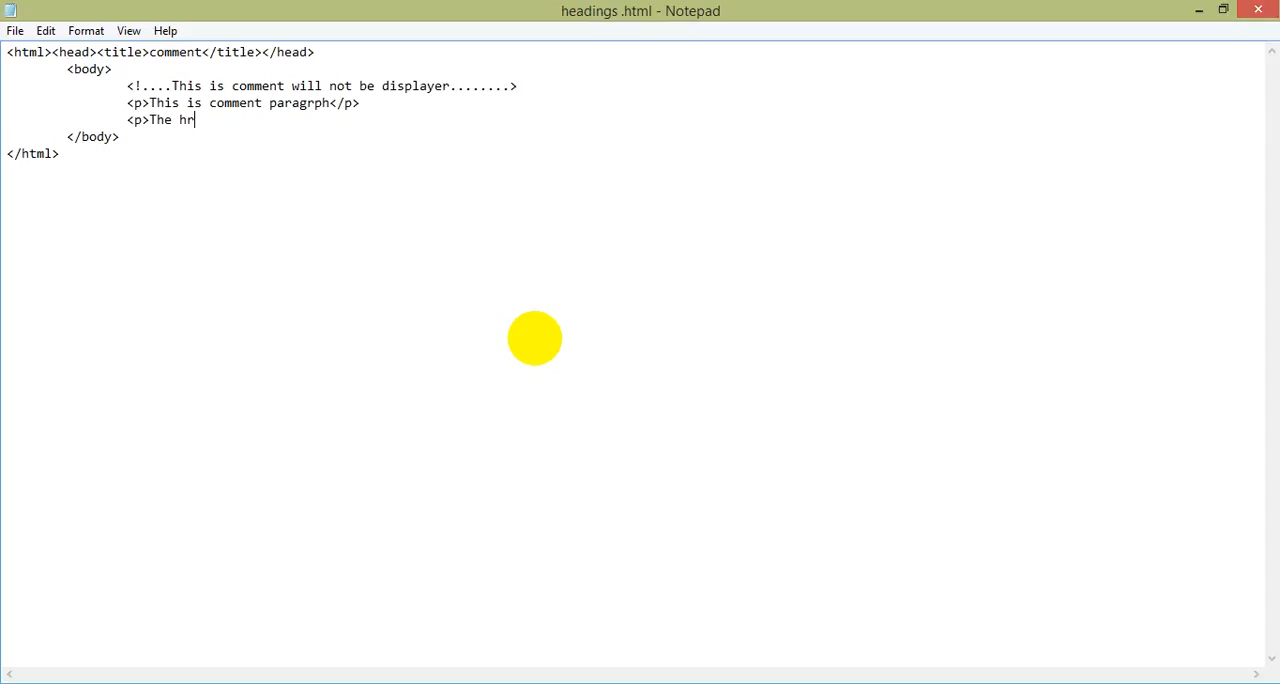 headings .html - Notepad
File Edit Format View Help
<html><head><title>comment</title></head>
<body>
<!....This is comment will not be displayer........>
<p>This is comment paragrph</p>
<p>The hr
</body>
</html>